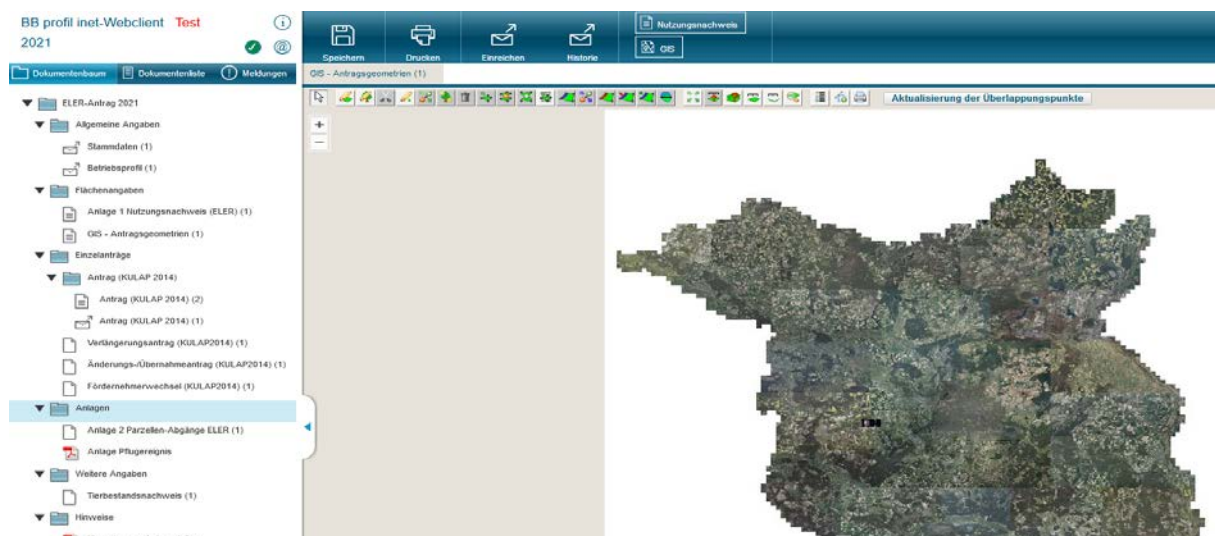 BB profil inet-Webclient Test
2021
Dokumentenbaum Dokumentenliste Meldungen
ELER-Antrag 2021
Allgemeine Angaben
Stammdaten (1)
Betriebsprofil (1)
Flächenangaben
Anlage 1 Nutzungsnachweis (ELER) (1)
GIS - Antragsgeometrien (1)
Einzelanträge
Antrag (KULAP 2014)
Antrag (KULAP 2014) (2)
Antrag (KULAP 2014) (1)
Verlängerungsantrag (KULAP2014) (1)
Änderungs-/Übernahmeantrag (KULAP2014) (1)
Fördernehmerwechsel (KULAP2014) (1)
Anlagen
Anlage 2 Parzellen-Abgänge ELER (1)
Anlage Pflugereignis
Weitere Angaben
Tierbestandsnachweis (1)
Hinweise
Speichern Drucken Einreichen Historie
Nutzungsnachweis
GIS
GIS - Antragsgeometrien (1)
Aktualisierung der Überlappungspunkte
+
−